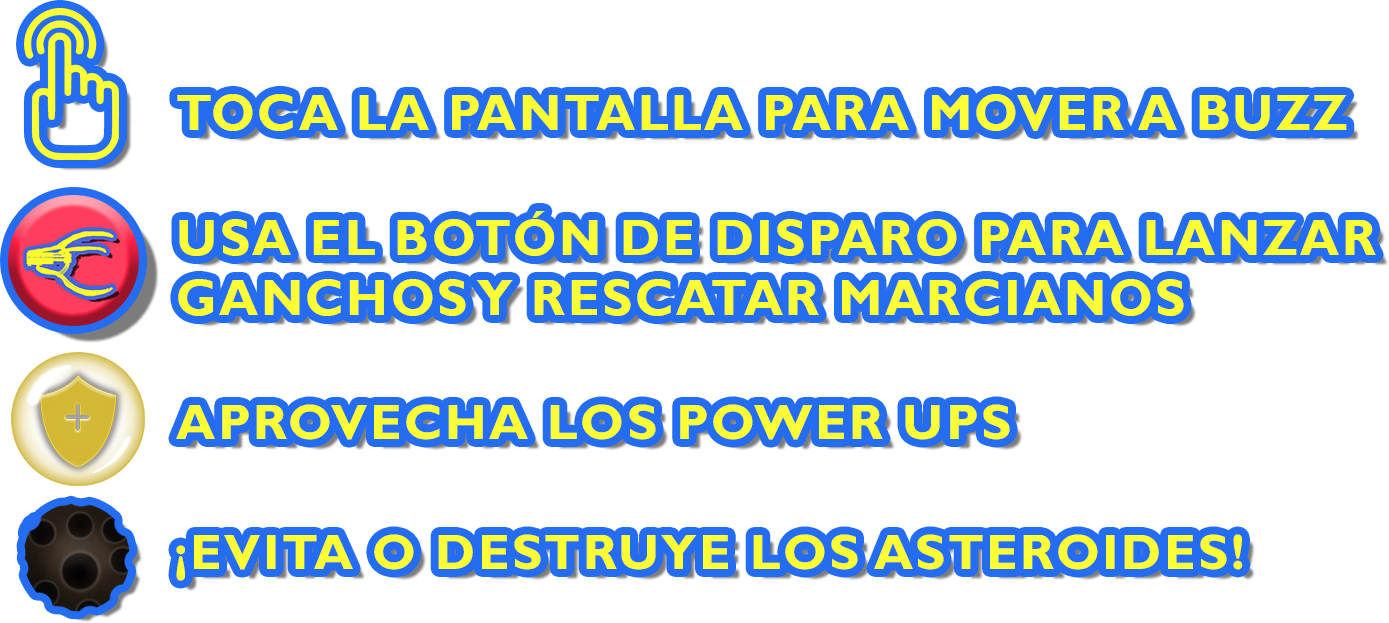 TOCA LA PANTALLA PARA MOVER A BUZZ
USA EL BOTÓN DE DISPARO PARA LANZAR
GANCHOS Y RESCATAR MARCIANOS
APROVECHA LOS POWER UPS
¡EVITA O DESTRUYE LOS ASTEROIDES!